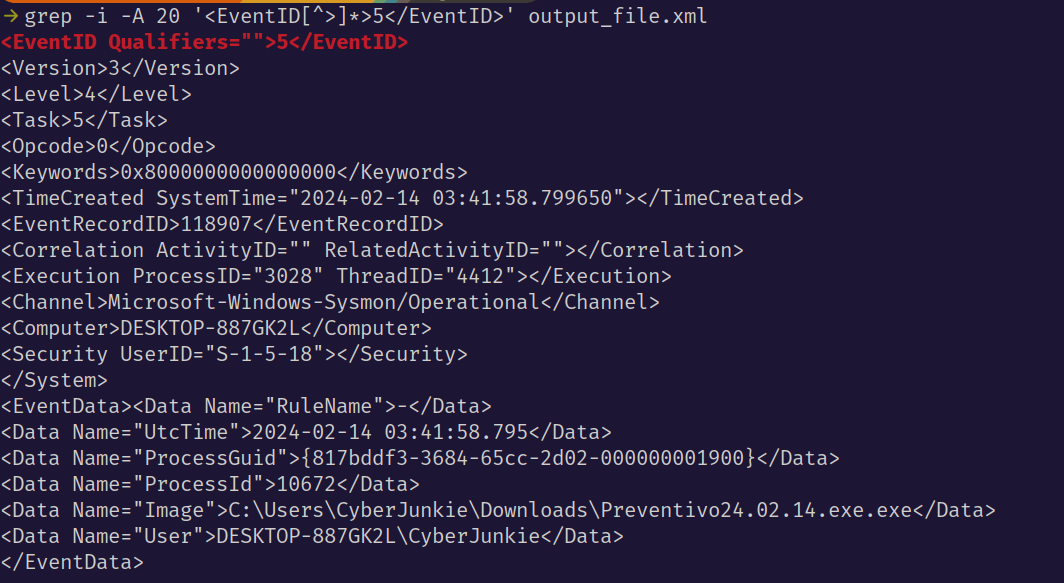 → grep -i -A 20 '<EventID[^>]*>5</EventID>' output_file.xml
<EventID Qualifiers="">5</EventID>
<Version>3</Version>
<Level>4</Level>
<Task>5</Task>
<Opcode>0</Opcode>
<Keywords>0x8000000000000000</Keywords>
<TimeCreated SystemTime="2024-02-14 03:41:58.799650"></TimeCreated>
<EventRecordID>118907</EventRecordID>
<Correlation ActivityID="" RelatedActivityID=""></Correlation>
<Execution ProcessID="3028" ThreadID="4412"></Execution>
<Channel>Microsoft-Windows-Sysmon/Operational</Channel>
<Computer>DESKTOP-887GK2L</Computer>
<Security UserID="S-1-5-18"></Security>
</System>
<EventData><Data Name="RuleName">-</Data>
<Data Name="UtcTime">2024-02-14 03:41:58.795</Data>
<Data Name="ProcessGuid">{817bddf3-3684-65cc-2d02-000000001900}</Data>
<Data Name="ProcessId">10672</Data>
<Data Name="Image">C:\Users\CyberJunkie\Downloads\Preventivo24.02.14.exe.exe</Data>
<Data Name="User">DESKTOP-887GK2L\CyberJunkie</Data>
</EventData>